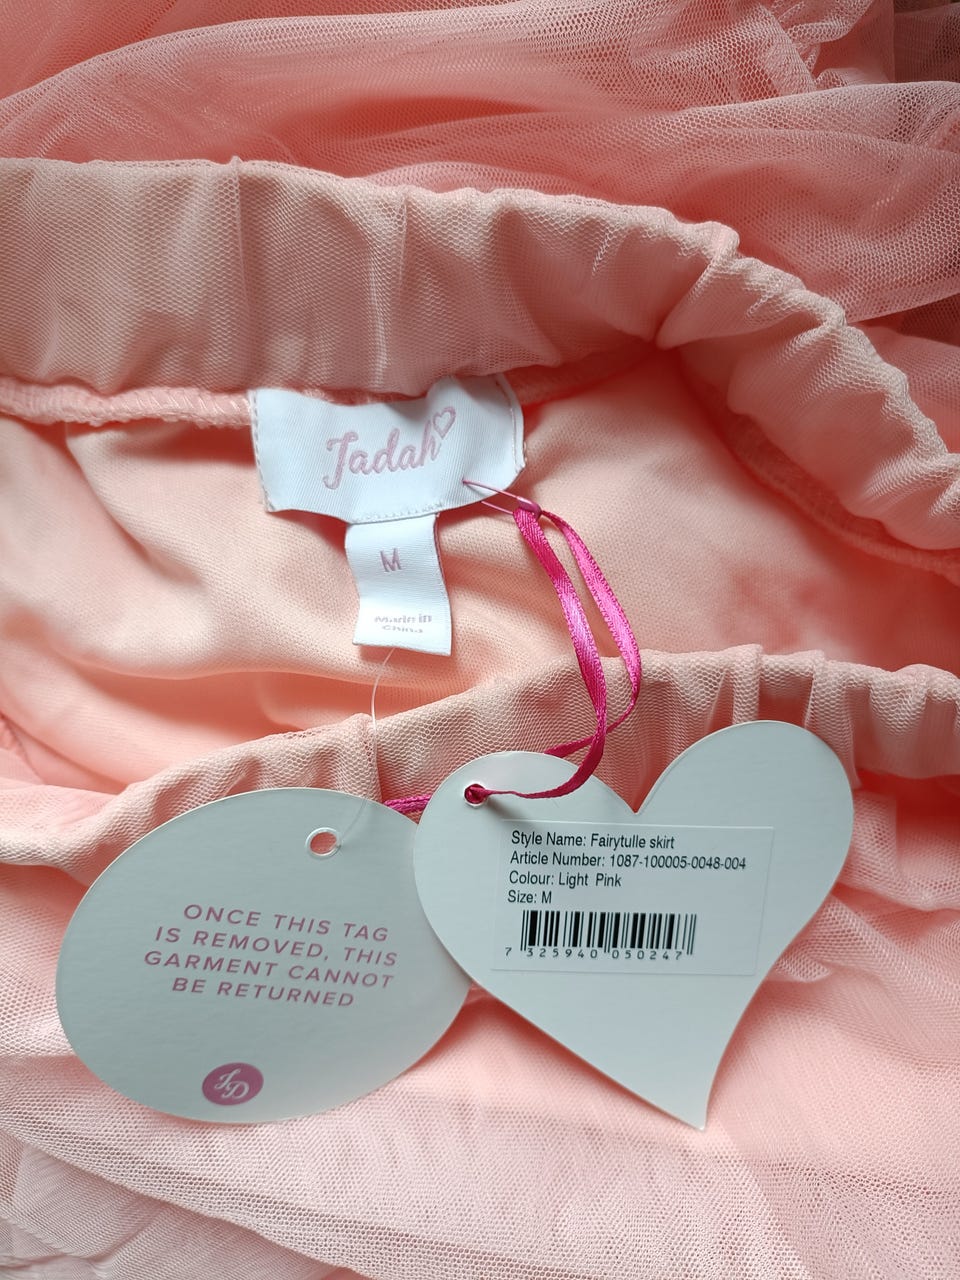 Jadah
M
Made in
China
ONCE THIS TAG
IS REMOVED, THIS
GARMENT CANNOT
BE RETURNED
JD
Style Name: Fairytulle skirt
Article Number: 1087-100005-0048-004
Colour: Light Pink
Size: M
7 325940 050247